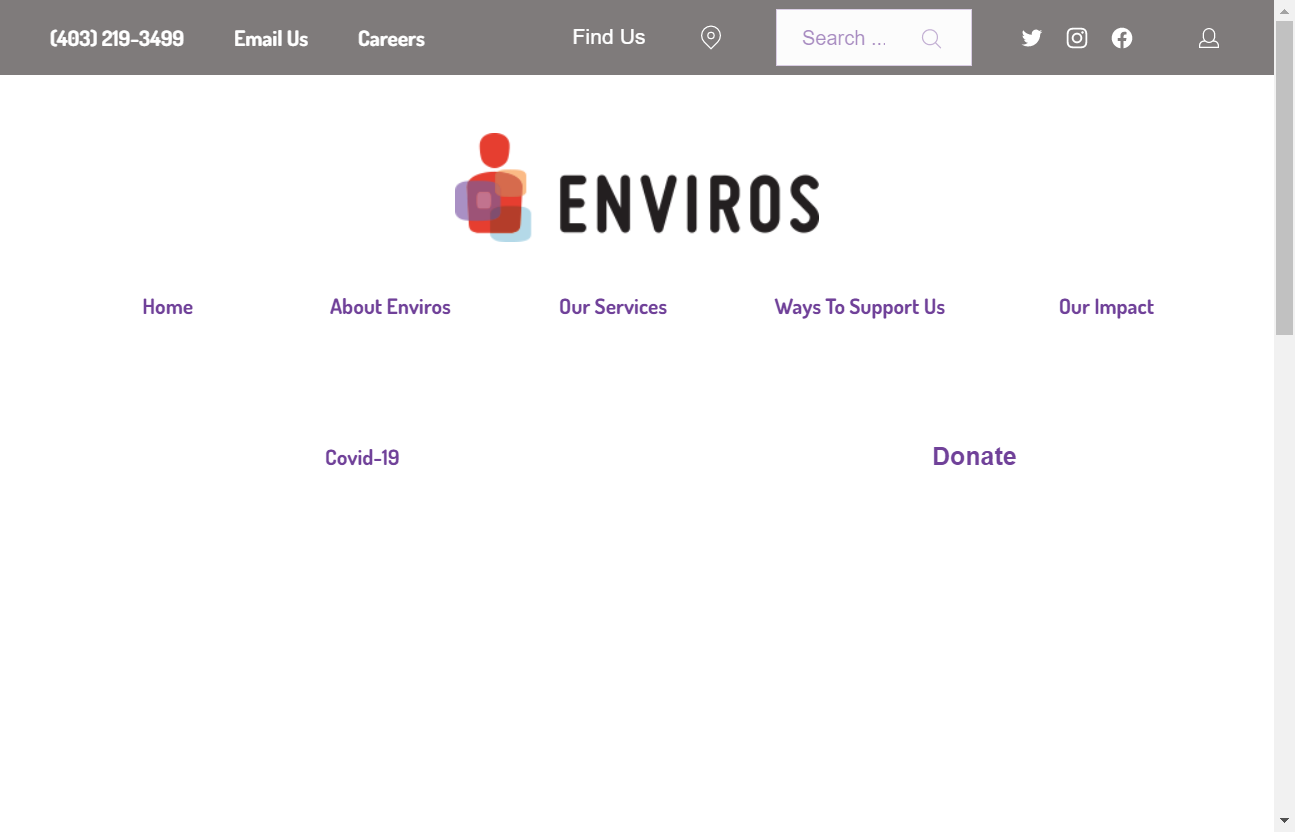 (403) 219-3499 Email Us Careers Find Us Search ...
ENVIROS
Home About Enviros Our Services Ways To Support Us Our Impact
Covid-19 Donate